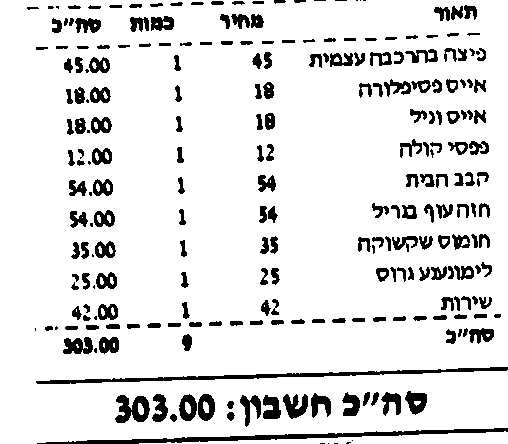 תאור מחיר כמות סה"כ
פיצה בהרכבה עצמית 45 1 45.00
אייס פסיפלורה 18 1 18.00
אייס וניל 18 1 18.00
פפסי קולה 12 1 12.00
קבב הבית 54 1 54.00
חזה עוף בגריל 54 1 54.00
חומוס שקשוקה 35 1 35.00
לימונענע גרוס 25 1 25.00
שירות 42 1 42.00
סה"כ 9 303.00
סה"כ חשבון: 303.00